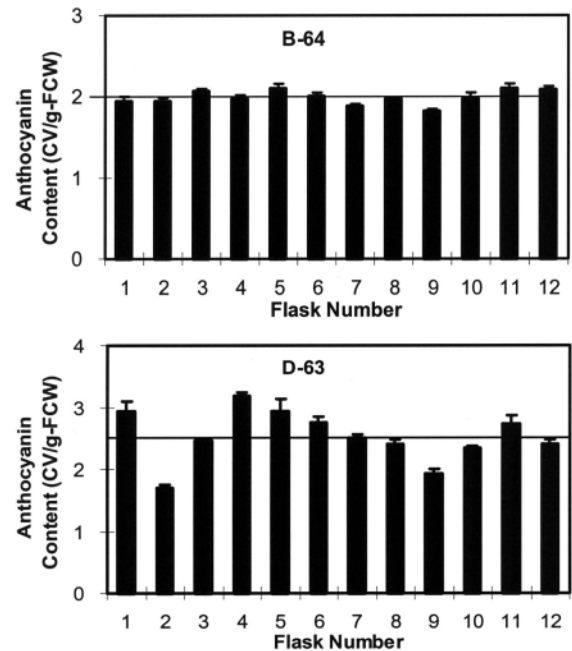 B-64
Anthocyanin
Content (CV/g-FCW)
3
2
1
0
1 2 3 4 5 6 7 8 9 10 11 12
Flask Number
D-63
Anthocyanin
Content (CV/g-FCW)
4
3
2
1
0
1 2 3 4 5 6 7 8 9 10 11 12
Flask Number